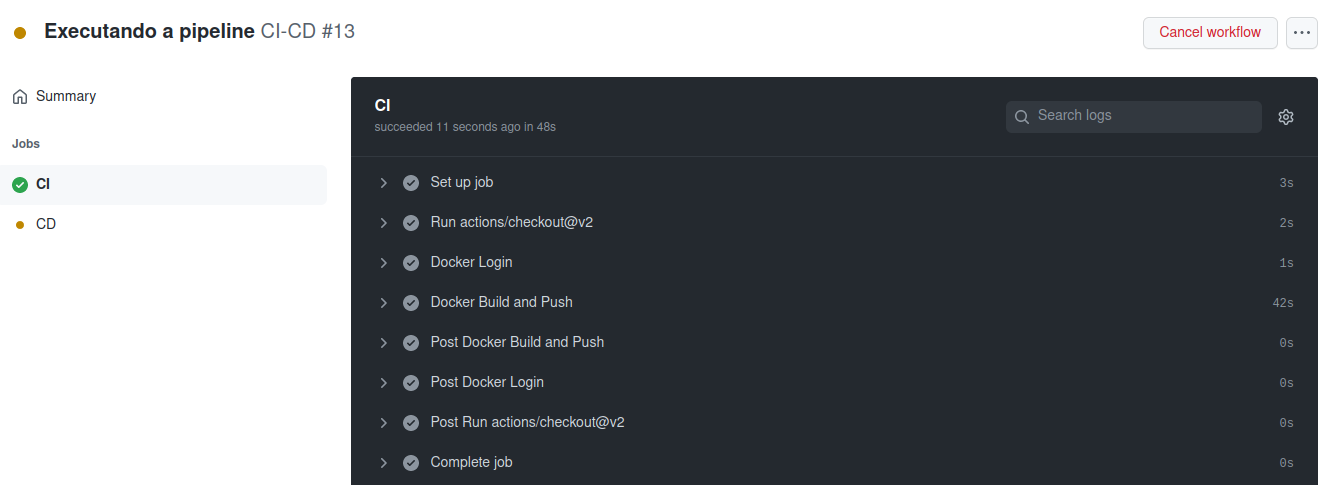 Executando a pipeline CI-CD #13
Cancel workflow
...
Summary
Jobs
CI
CD
CI
succeeded 11 seconds ago in 48s
Search logs
Set up job 3s
Run actions/checkout@v2 2s
Docker Login 1s
Docker Build and Push 42s
Post Docker Build and Push 0s
Post Docker Login 0s
Post Run actions/checkout@v2 0s
Complete job 0s